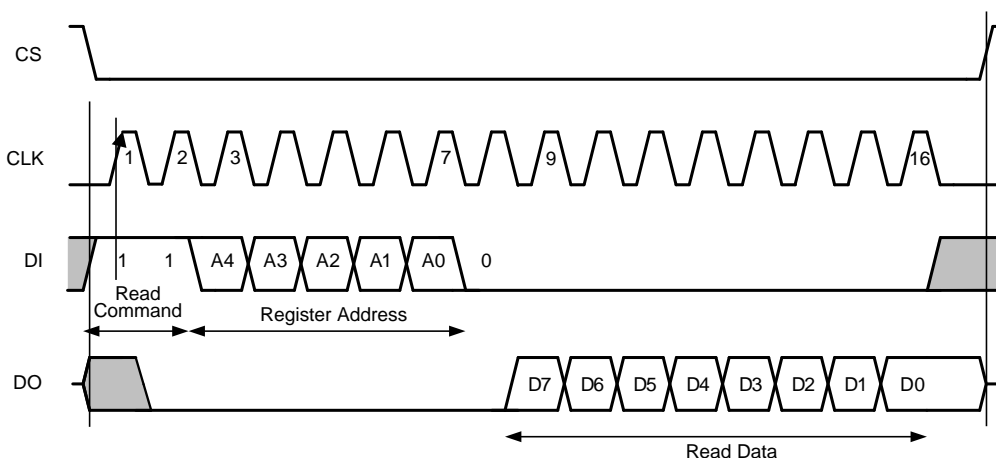 CS
CLK 1 2 3 7 9 16
DI 1 1 A4 A3 A2 A1 A0 0
Read
Command
Register Address
DO D7 D6 D5 D4 D3 D2 D1 D0
Read Data